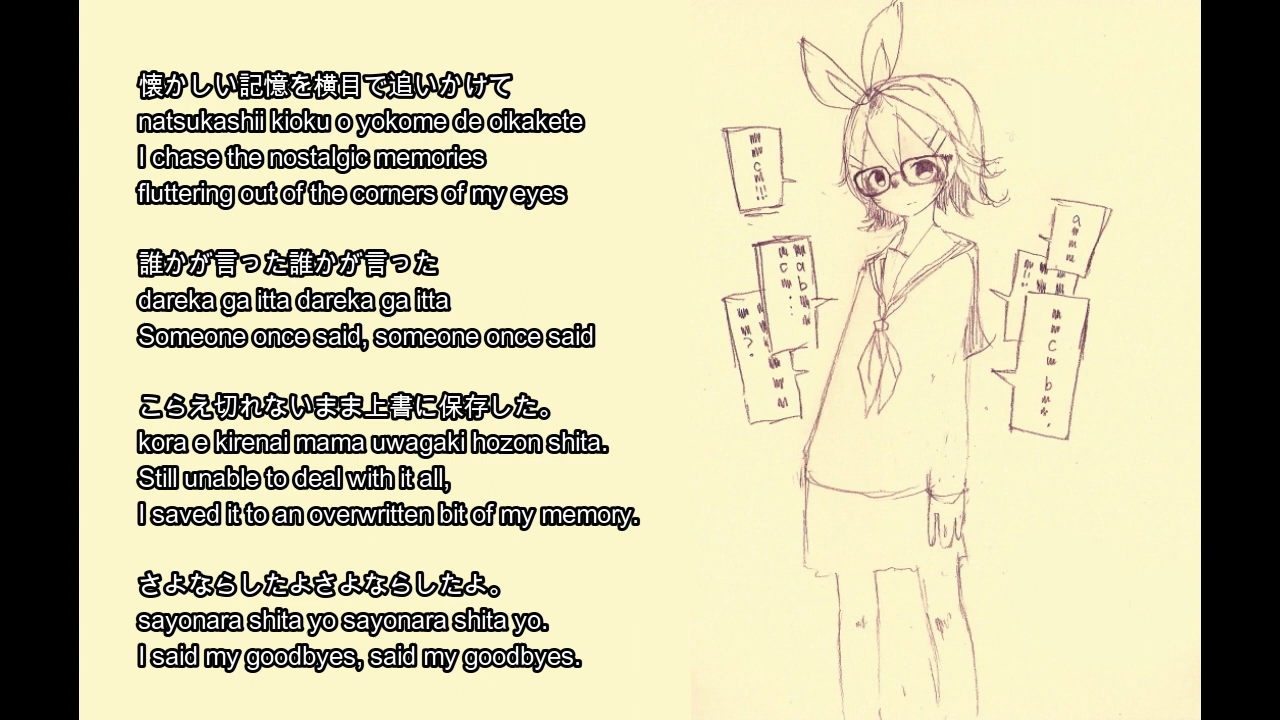 懐かしい記憶を横目で追いかけて
natsukashii kioku o yokome de oikakete
I chase the nostalgic memories
fluttering out of the corners of my eyes
誰かが言った誰かが言った
dareka ga itta dareka ga itta
Someone once said, someone once said
こらえ切れないまま上書に保存した。
kora e kirenai mama uwagaki hozon shita.
Still unable to deal with it all,
I saved it to an overwritten bit of my memory.
さよならしたよさよならしたよ。
sayonara shita yo sayonara shita yo.
I said my goodbyes, said my goodbyes.